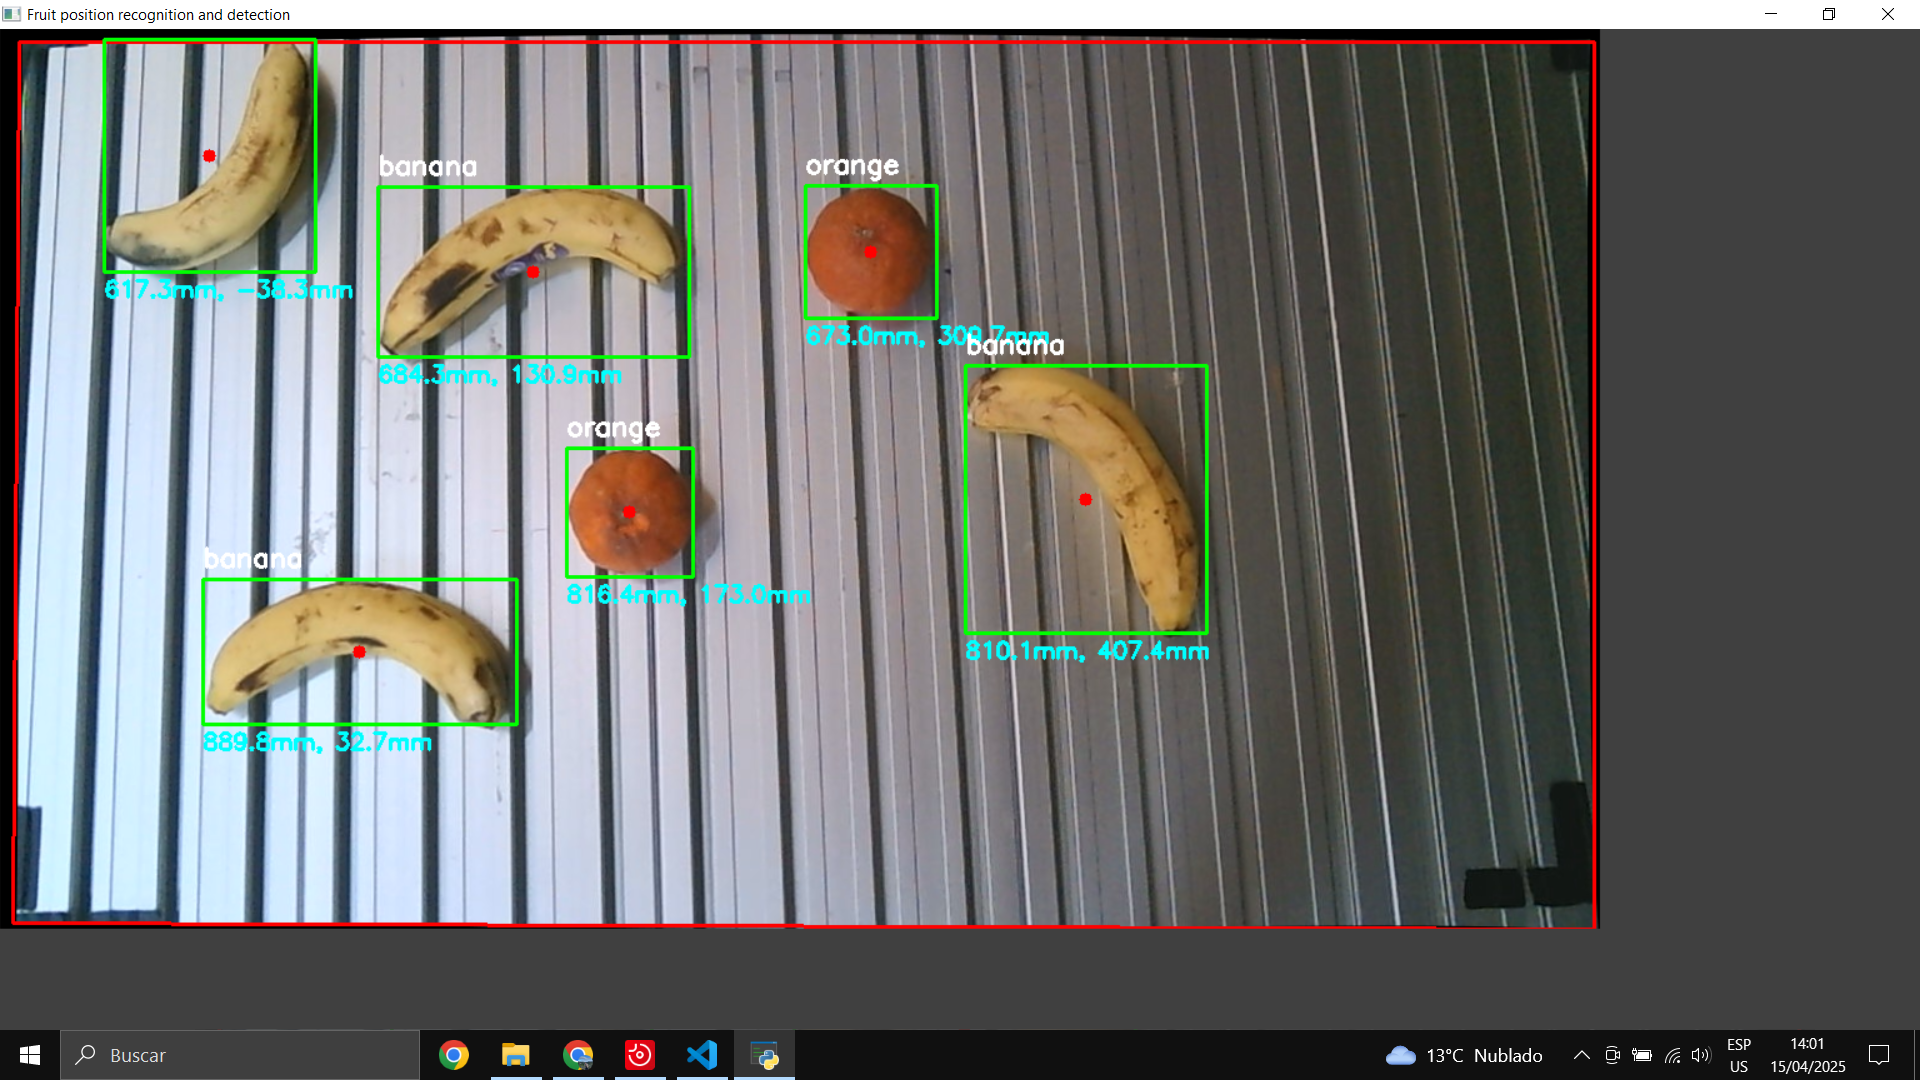 Fruit position recognition and detection
617.3mm, -38.3mm
banana
684.3mm, 130.9mm
orange
673.0mm,
banana
810.1mm, 407.4mm
orange
816.4mm, 173.0mm
banana
889.8mm, 32.7mm
Buscar
13°C Nublado
ESP
US
14:01
15/04/2025